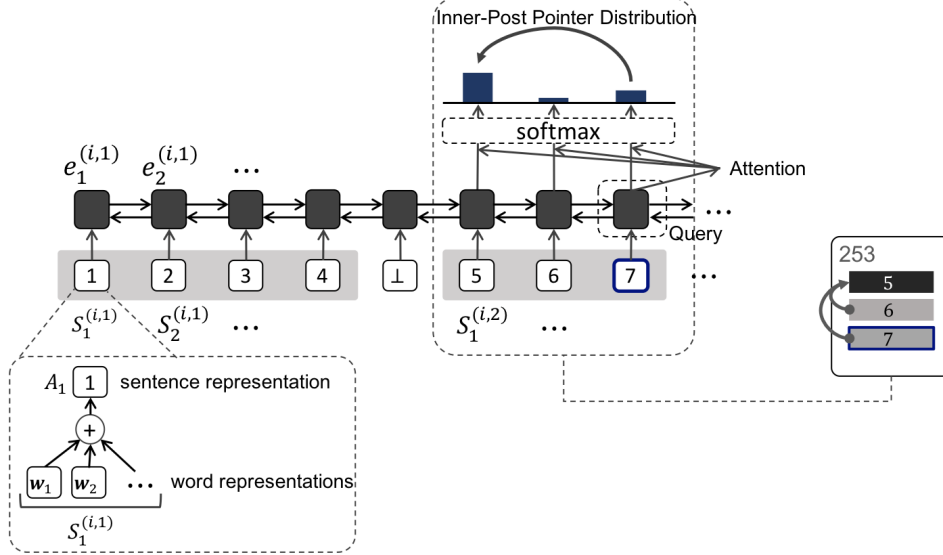 Inner-Post Pointer Distribution
softmax
Attention
e_1^{(i,1)} e_2^{(i,1)} ...
...
Query
1 2 3 4 ⊥ 5 6 7 ...
S_1^{(i,1)} S_2^{(i,1)} ... S_1^{(i,2)} ...
253
5
6
7
A_1 1 sentence representation
+
w_1 w_2 ... word representations
S_1^{(i,1)}